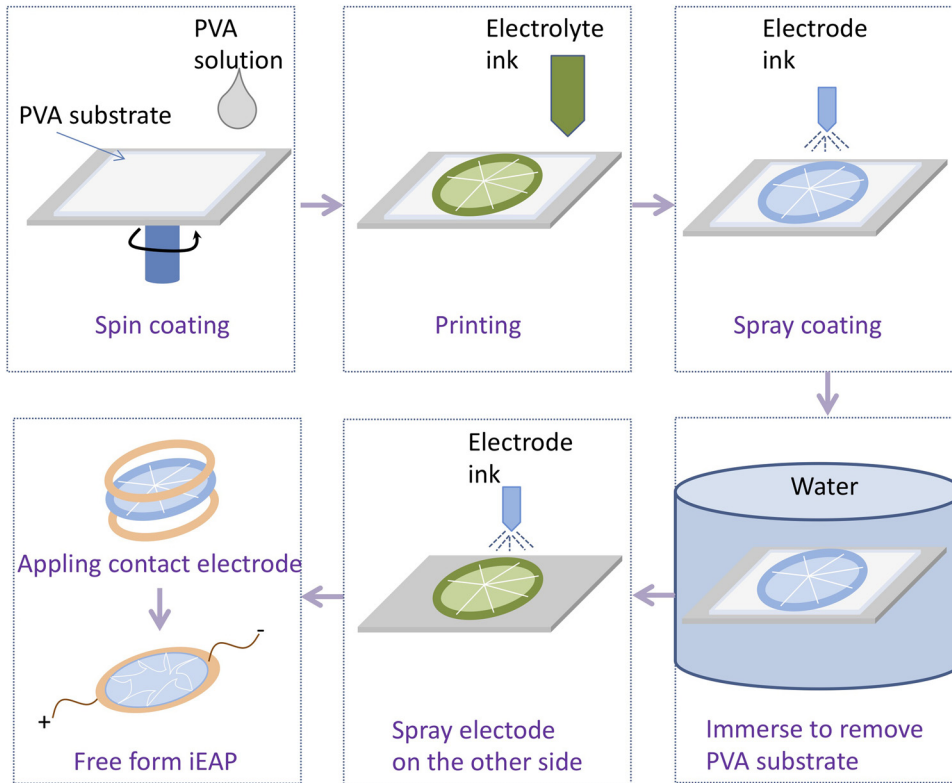 PVA
solution
PVA substrate
Spin coating
Electrolyte
ink
Printing
Electrode
ink
Spray coating
Water
Immerse to remove
PVA substrate
Electrode
ink
Spray electode
on the other side
Appling contact electrode
-
+
Free form iEAP